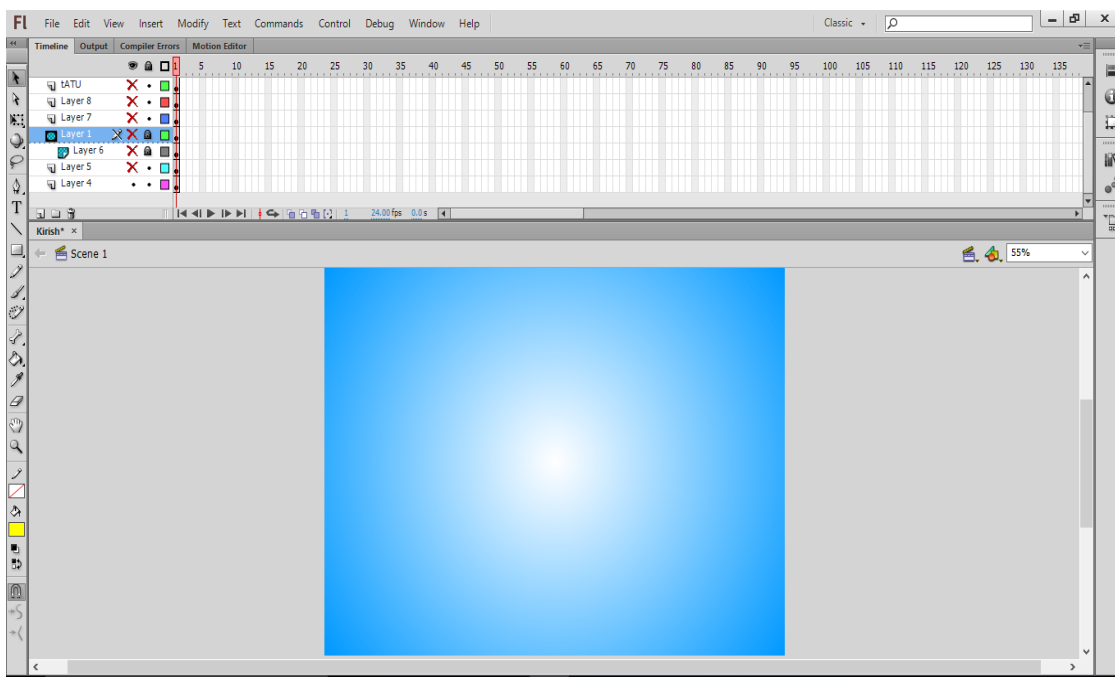 Fl File Edit View Insert Modify Text Commands Control Debug Window Help Classic
Timeline Output Compiler Errors Motion Editor
1 5 10 15 20 25 30 35 40 45 50 55 60 65 70 75 80 85 90 95 100 105 110 115 120 125 130 135
tATU
Layer 8
Layer 7
Layer 1
Layer 6
Layer 5
Layer 4
1 24.00 fps 0.0 s
Kirish* ×
Scene 1 55%
T